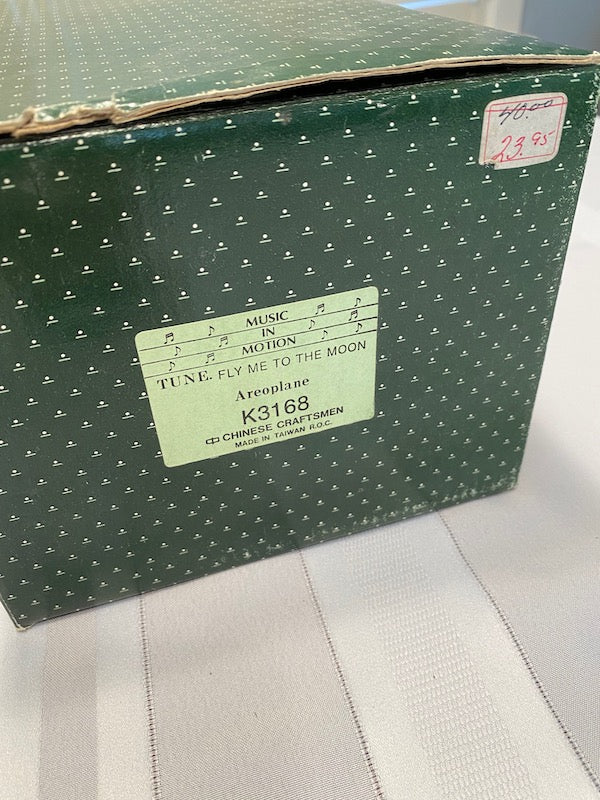 40.00
23.95
MUSIC
IN
MOTION
TUNE. FLY ME TO THE MOON
Areoplane
K3168
CHINESE CRAFTSMEN
MADE IN TAIWAN R.O.C.